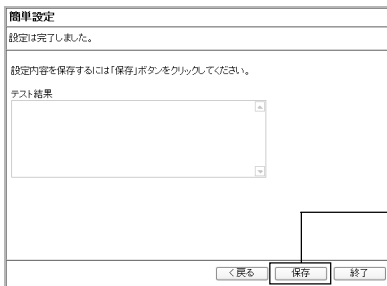 簡単設定
設定は完了しました。
設定内容を保存するには「保存」ボタンをクリックしてください。
テスト結果
＜戻る
保存
終了